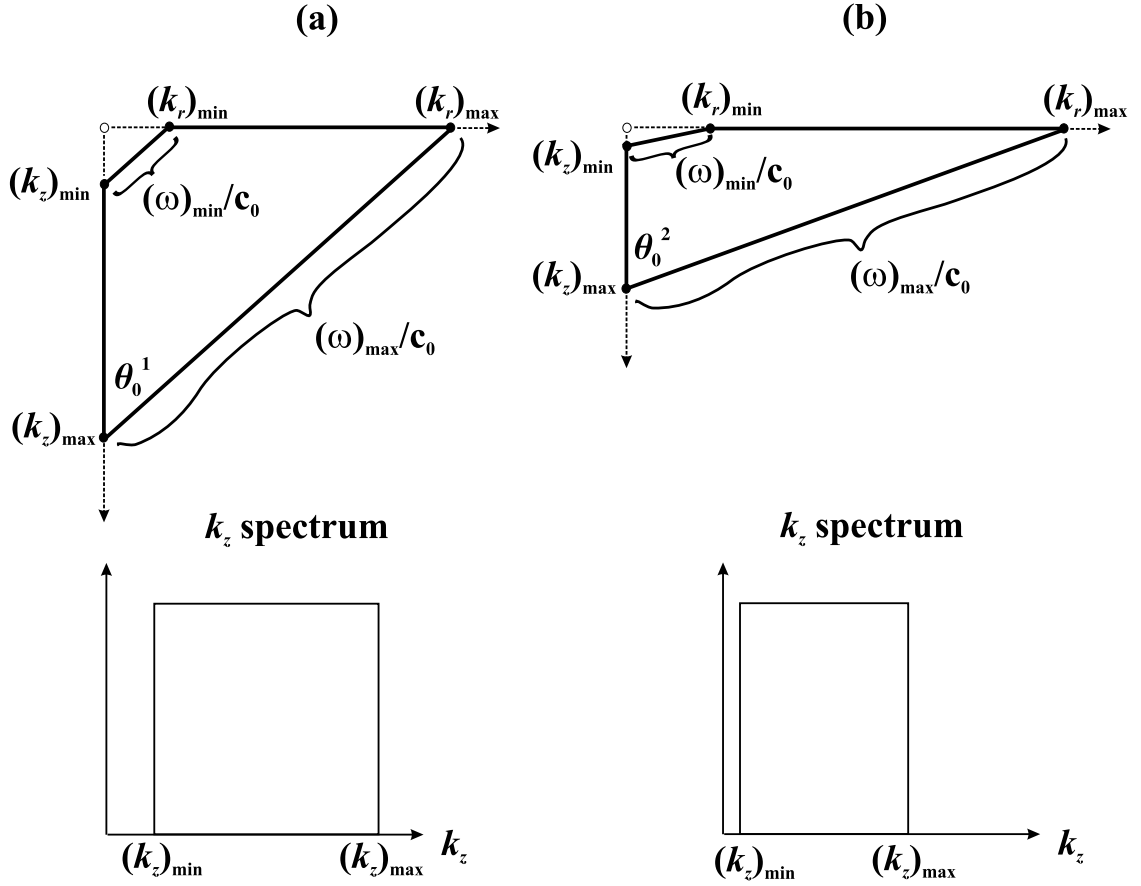 (a)
(b)
(k_r)_min
(k_r)_max
(k_z)_min
(ω)_min/c_0
θ_0^1
(ω)_max/c_0
(k_z)_max
(k_r)_min
(k_r)_max
(k_z)_min
(ω)_min/c_0
θ_0^2
(k_z)_max
(ω)_max/c_0
k_z spectrum
(k_z)_min
(k_z)_max
k_z
k_z spectrum
(k_z)_min
(k_z)_max
k_z